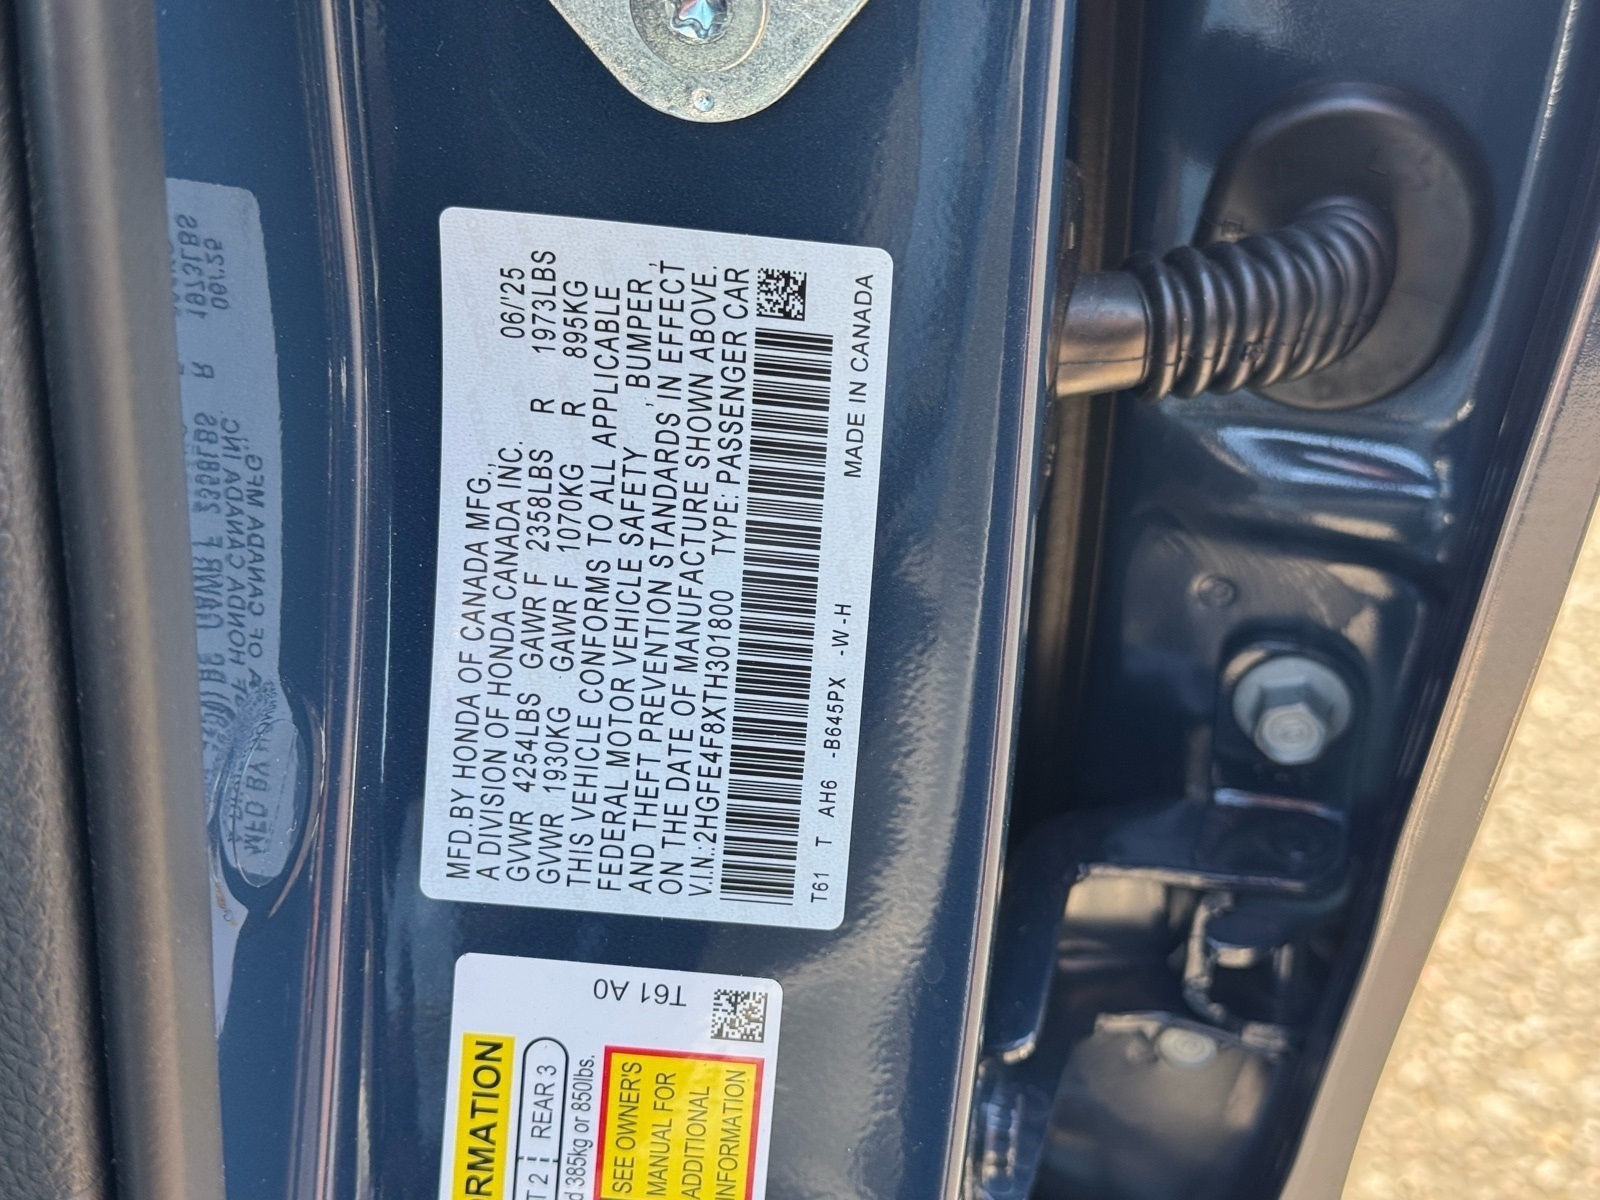 MFD.BY HONDA OF CANADA MFG.,
A DIVISION OF HONDA CANADA INC. 06/'25
GVWR 4254LBS GAWR F 2358LBS R 1973LBS
GVWR 1930KG GAWR F 1070KG R 895KG
THIS VEHICLE CONFORMS TO ALL APPLICABLE
FEDERAL MOTOR VEHICLE SAFETY , BUMPER,
AND THEFT PREVENTION STANDARDS IN EFFECT
ON THE DATE OF MANUFACTURE SHOWN ABOVE.
V.I.N.:2HGFE4F8XTH301800 TYPE: PASSENGER CAR
T61 T AH6 -B645PX -W-H MADE IN CANADA
T61 A0
RMATION
T 2 REAR 3
d 385kg or 850lbs.
SEE OWNER'S
MANUAL FOR
ADDITIONAL
INFORMATION